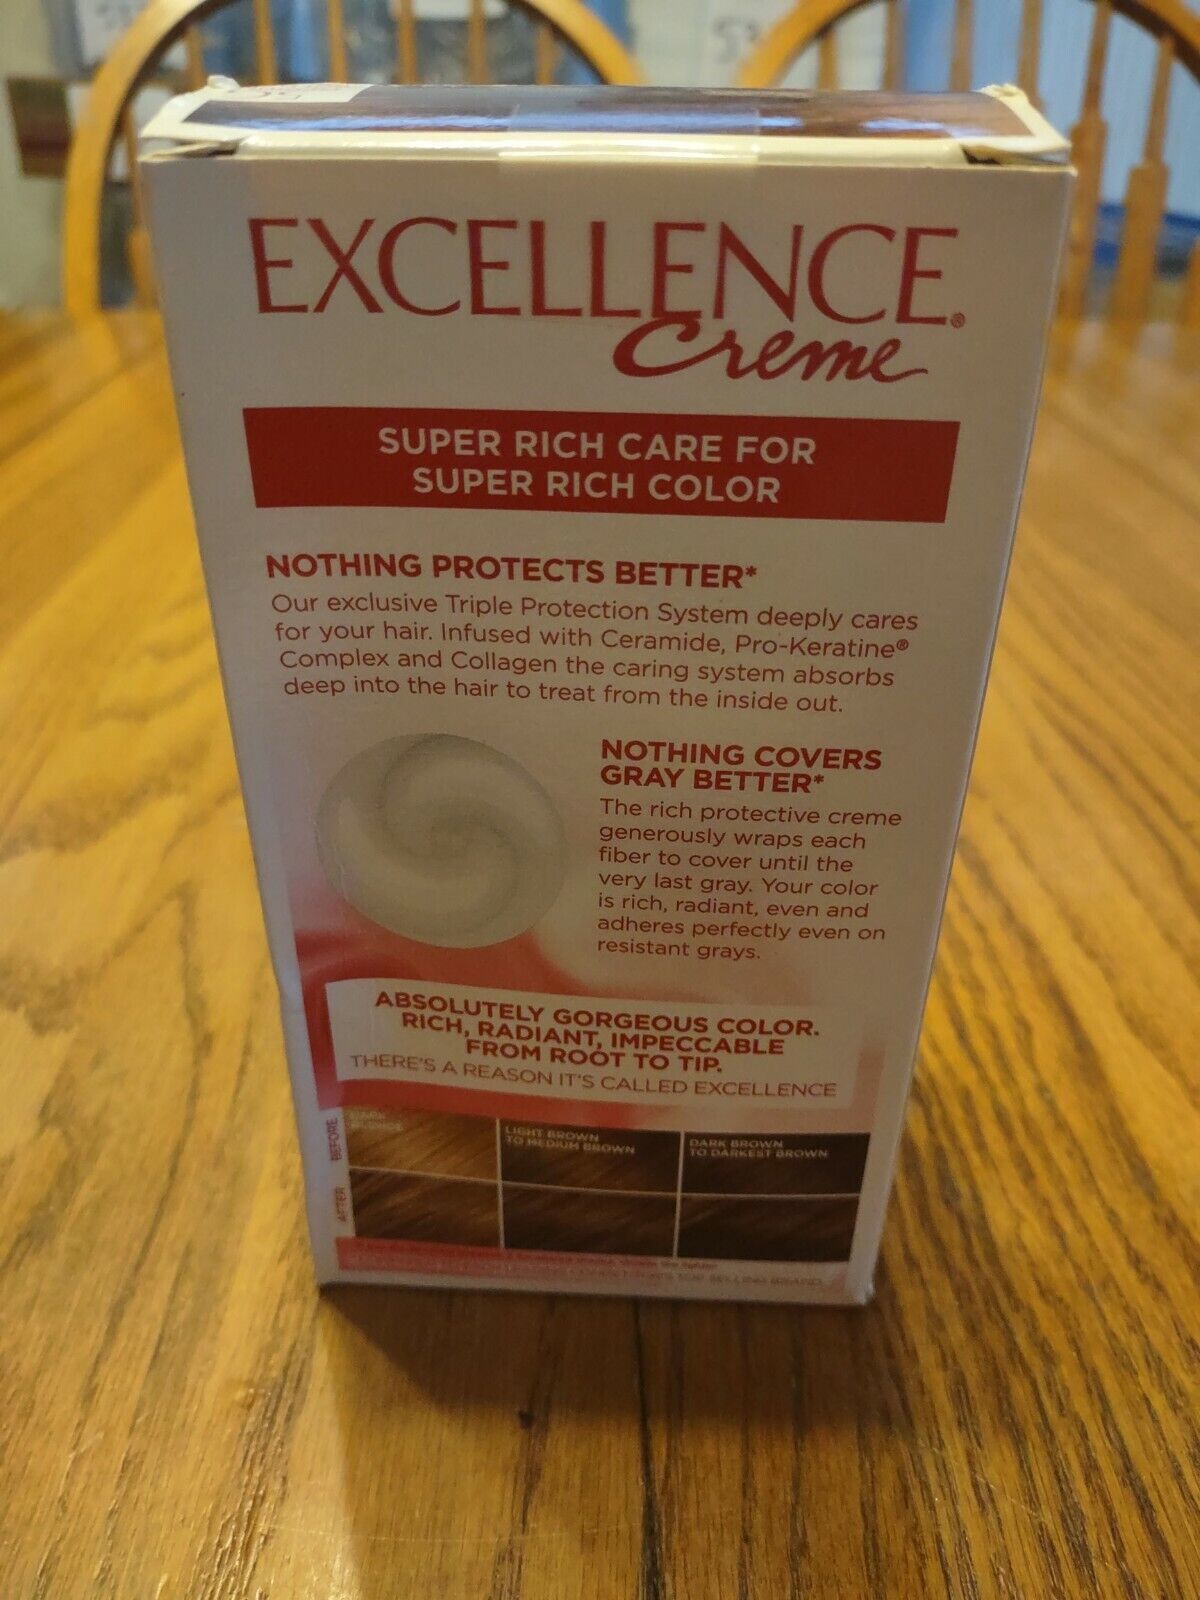 EXCELLENCE®
Creme
SUPER RICH CARE FOR
SUPER RICH COLOR
NOTHING PROTECTS BETTER*
Our exclusive Triple Protection System deeply cares
for your hair. Infused with Ceramide, Pro-Keratine®
Complex and Collagen the caring system absorbs
deep into the hair to treat from the inside out.
NOTHING COVERS
GRAY BETTER*
The rich protective creme
generously wraps each
fiber to cover until the
very last gray. Your color
is rich, radiant, even and
adheres perfectly even on
resistant grays.
ABSOLUTELY GORGEOUS COLOR.
RICH, RADIANT, IMPECCABLE
FROM ROOT TO TIP.
THERE'S A REASON IT'S CALLED EXCELLENCE
BEFORE
DARK
BLONDE
LIGHT BROWN
TO MEDIUM BROWN
DARK BROWN
TO DARKEST BROWN
AFTER
TOP SELLING BRAND